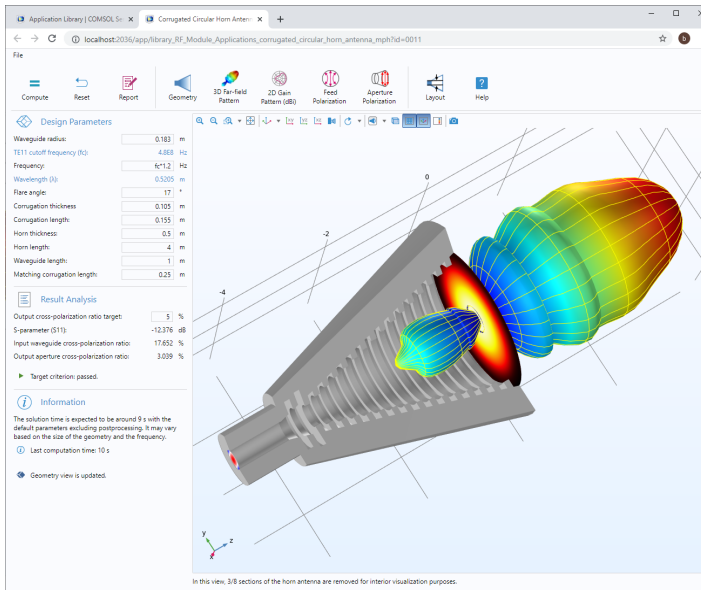 Application Library | COMSOL Se
Corrugated Circular Horn Anten
localhost:2036/app/library_RF_Module_Applications_corrugated_circular_horn_antenna_mph?id=0011
b
File
Compute
Reset
Report
Geometry
3D Far-field Pattern
2D Gain Pattern (dBi)
Feed Polarization
Aperture Polarization
Layout
Help
Design Parameters
Waveguide radius: 0.183 m
TE11 cutoff frequency (fc): 4.8E8 Hz
Frequency: fc*1.2 Hz
Wavelength (λ): 0.5205 m
Flare angle: 17 °
Corrugation thickness 0.105 m
Corrugation length: 0.155 m
Horn thickness: 0.5 m
Horn length: 4 m
Waveguide length: 1 m
Matching corrugation length: 0.25 m
Result Analysis
Output cross-polarization ratio target: 5 %
S-parameter (S11): -12.376 dB
Input waveguide cross-polarization ratio: 17.652 %
Output aperture cross-polarization ratio: 3.039 %
Target criterion: passed.
Information
The solution time is expected to be around 9 s with the
default parameters excluding postprocessing. It may vary
based on the size of the geometry and the frequency.
Last computation time: 10 s
Geometry view is updated.
0
-2
-4
y
z
x
In this view, 3/8 sections of the horn antenna are removed for interior visualization purposes.